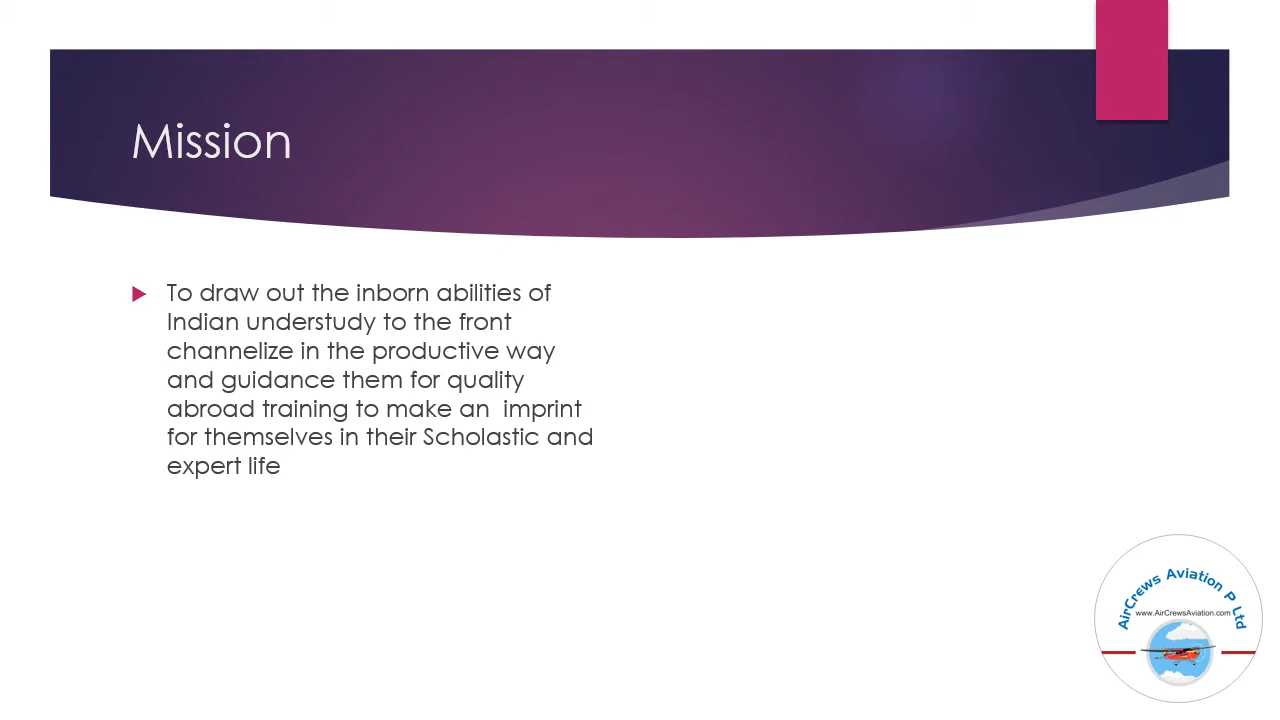 Mission
To draw out the inborn abilities of
Indian understudy to the front
channelize in the productive way
and guidance them for quality
abroad training to make an  imprint
for themselves in their Scholastic and
expert life
AirCrews Aviation P Ltd
www.AirCrewsAviation.com